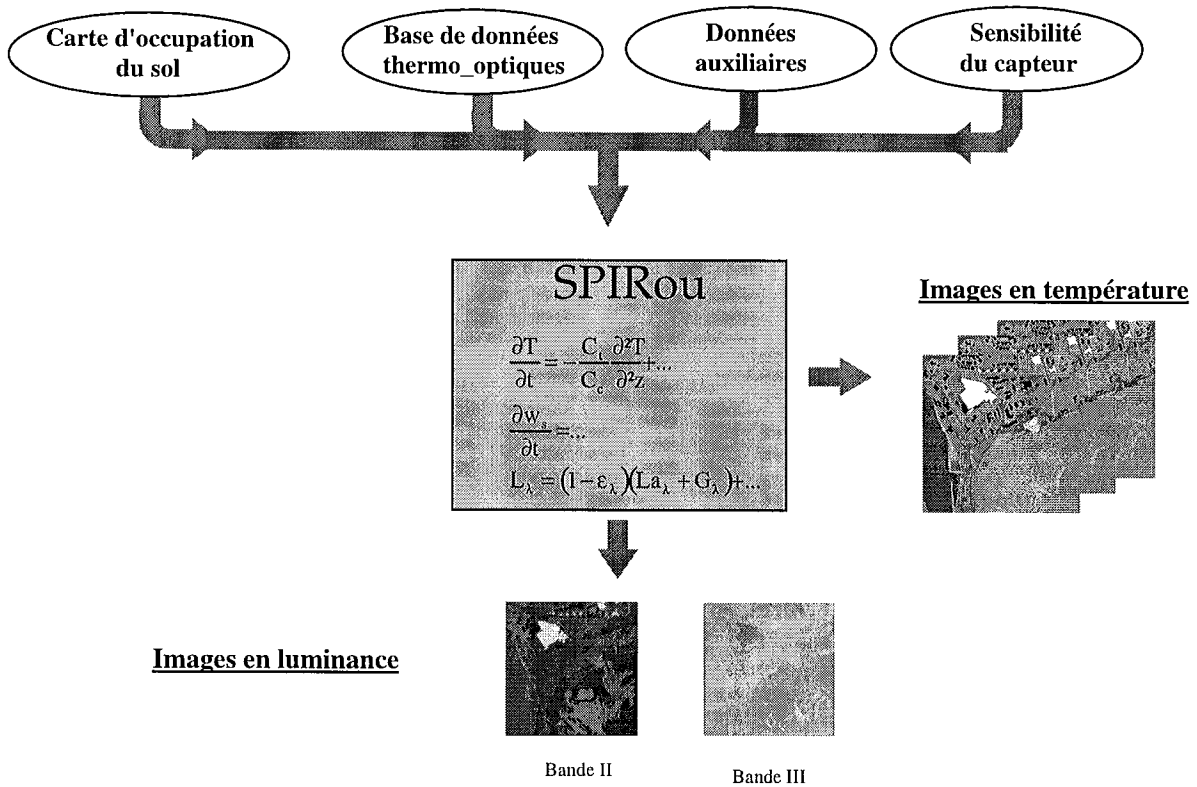 Carte d'occupation
du sol
Base de données
thermo_optiques
Données
auxiliaires
Sensibilité
du capteur
SPIRou
∂T/∂t = -C_t/C_c ∂²T/∂²z +...
∂w_s/∂t =...
L_λ = (1-ε_λ)(La_λ + G_λ)+...
Images en température
Images en luminance
Bande II
Bande III